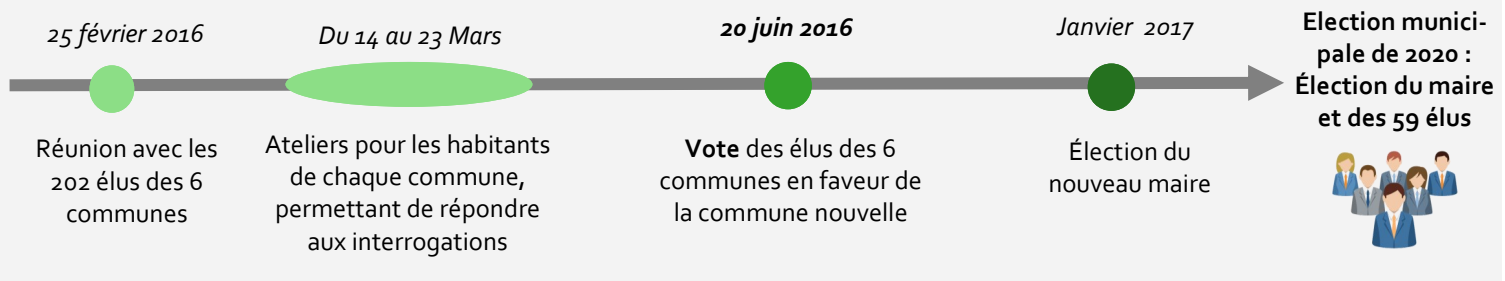 25 février 2016
Réunion avec les
202 élus des 6
communes
Du 14 au 23 Mars
Ateliers pour les habitants
de chaque commune,
permettant de répondre
aux interrogations
20 juin 2016
Vote des élus des 6
communes en faveur de
la commune nouvelle
Janvier 2017
Élection du
nouveau maire
Election munici-
pale de 2020 :
Élection du maire
et des 59 élus